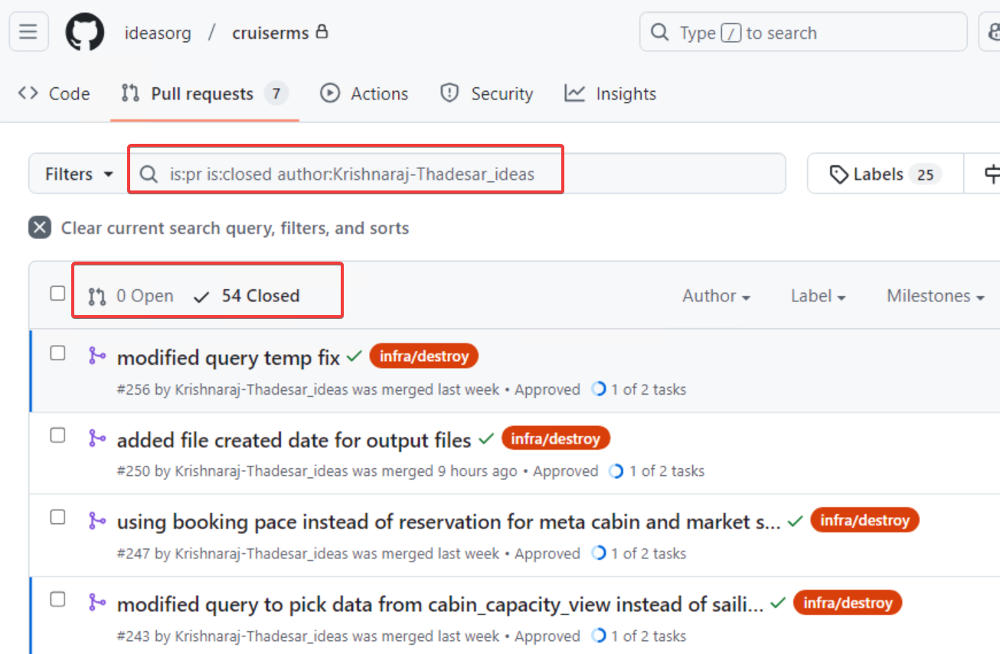 ideasorg / cruiserms
Type / to search
Code Pull requests 7 Actions Security Insights
Filters is:pr is:closed author:Krishnaraj-Thadesar_ideas Labels 25
Clear current search query, filters, and sorts
0 Open 54 Closed Author Label Milestones
modified query temp fix infra/destroy
#256 by Krishnaraj-Thadesar_ideas was merged last week • Approved 1 of 2 tasks
added file created date for output files infra/destroy
#250 by Krishnaraj-Thadesar_ideas was merged 9 hours ago • Approved 1 of 2 tasks
using booking pace instead of reservation for meta cabin and market s... infra/destroy
#247 by Krishnaraj-Thadesar_ideas was merged last week • Approved 1 of 2 tasks
modified query to pick data from cabin_capacity_view instead of saili... infra/destroy
#243 by Krishnaraj-Thadesar_ideas was merged last week • Approved 1 of 2 tasks